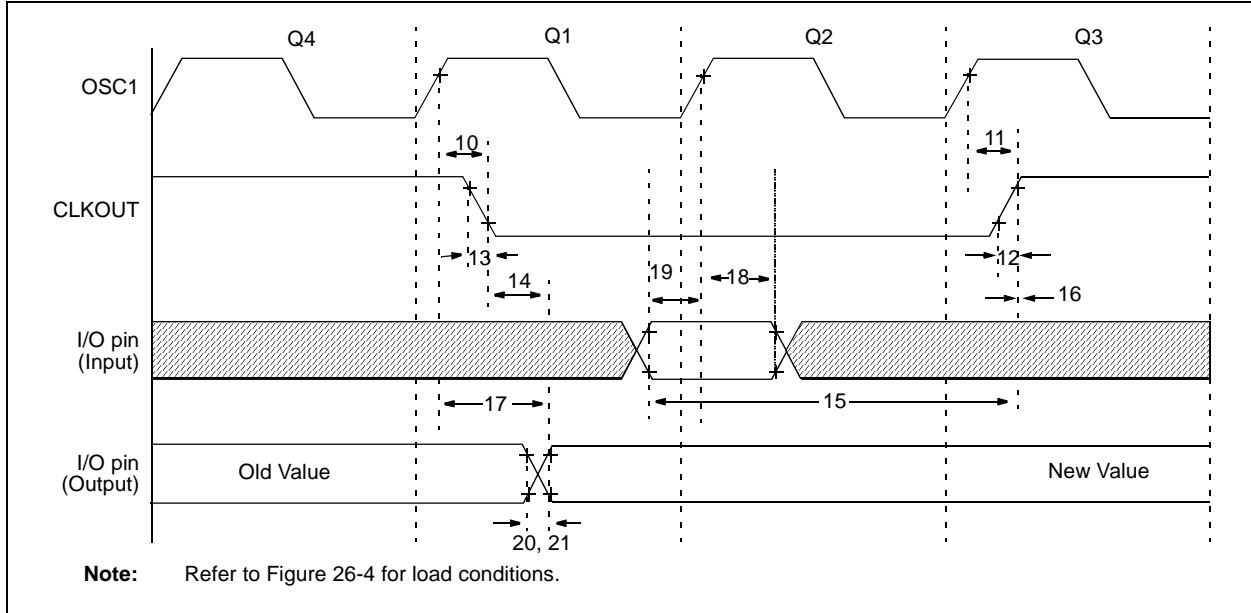 Q4 Q1 Q2 Q3
OSC1
10 11
CLKOUT
13 19 18 12
14 16
I/O pin
(Input)
17 15
I/O pin
(Output)
Old Value New Value
20, 21
Note: Refer to Figure 26-4 for load conditions.